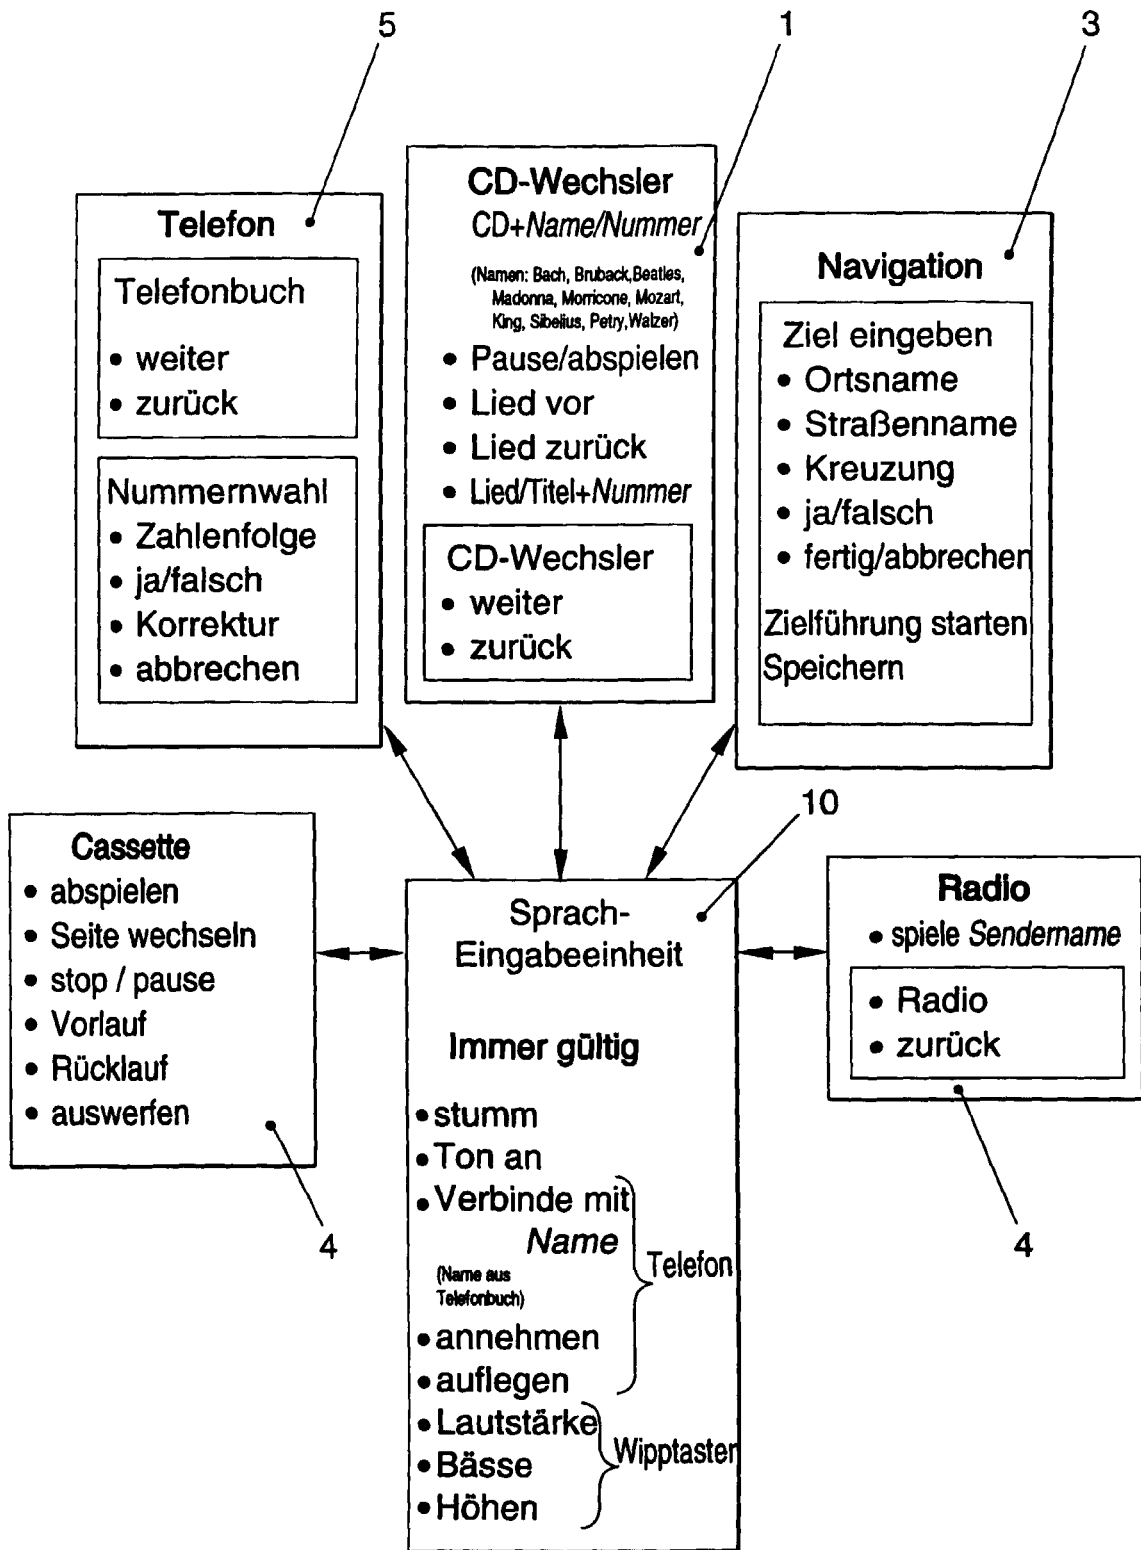 5
1
3
Telefon
Telefonbuch
• weiter
• zurück
Nummernwahl
• Zahlenfolge
• ja/falsch
• Korrektur
• abbrechen
CD-Wechsler
CD+Name/Nummer
(Namen: Bach, Bruback,Beatles,
Madonna, Morricone, Mozart,
King, Sibelius, Petry,Walzer)
• Pause/abspielen
• Lied vor
• Lied zurück
• Lied/Titel+Nummer
CD-Wechsler
• weiter
• zurück
Navigation
Ziel eingeben
• Ortsname
• Straßenname
• Kreuzung
• ja/falsch
• fertig/abbrechen
Zielführung starten
Speichern
10
Cassette
• abspielen
• Seite wechseln
• stop / pause
• Vorlauf
• Rücklauf
• auswerfen
4
Sprach-
Eingabeeinheit
Immer gültig
• stumm
• Ton an
• Verbinde mit
Name
(Name aus
Telefonbuch)
• annehmen
• auflegen
Telefon
• Lautstärke
• Bässe
• Höhen
Wipptasten
Radio
• spiele Sendername
• Radio
• zurück
4